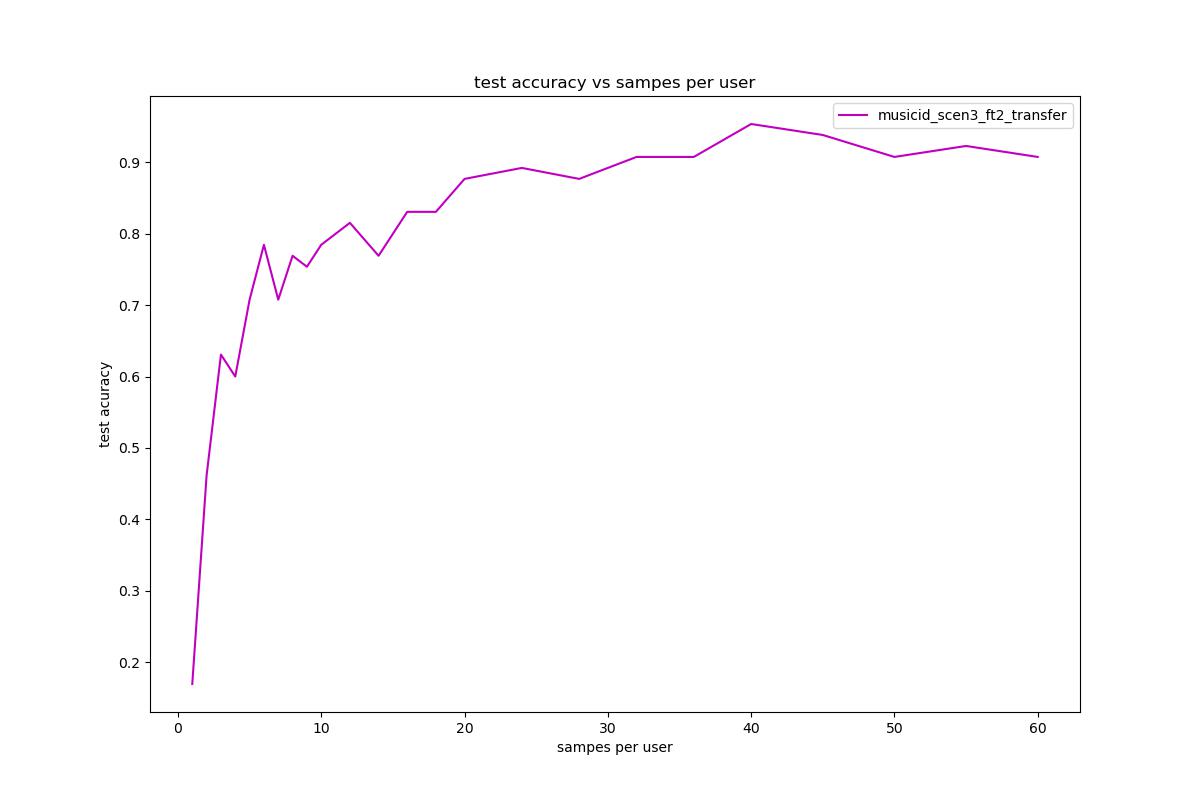 test accuracy vs sampes per user
musicid_scen3_ft2_transfer
test acuracy
0.9
0.8
0.7
0.6
0.5
0.4
0.3
0.2
0 10 20 30 40 50 60
sampes per user